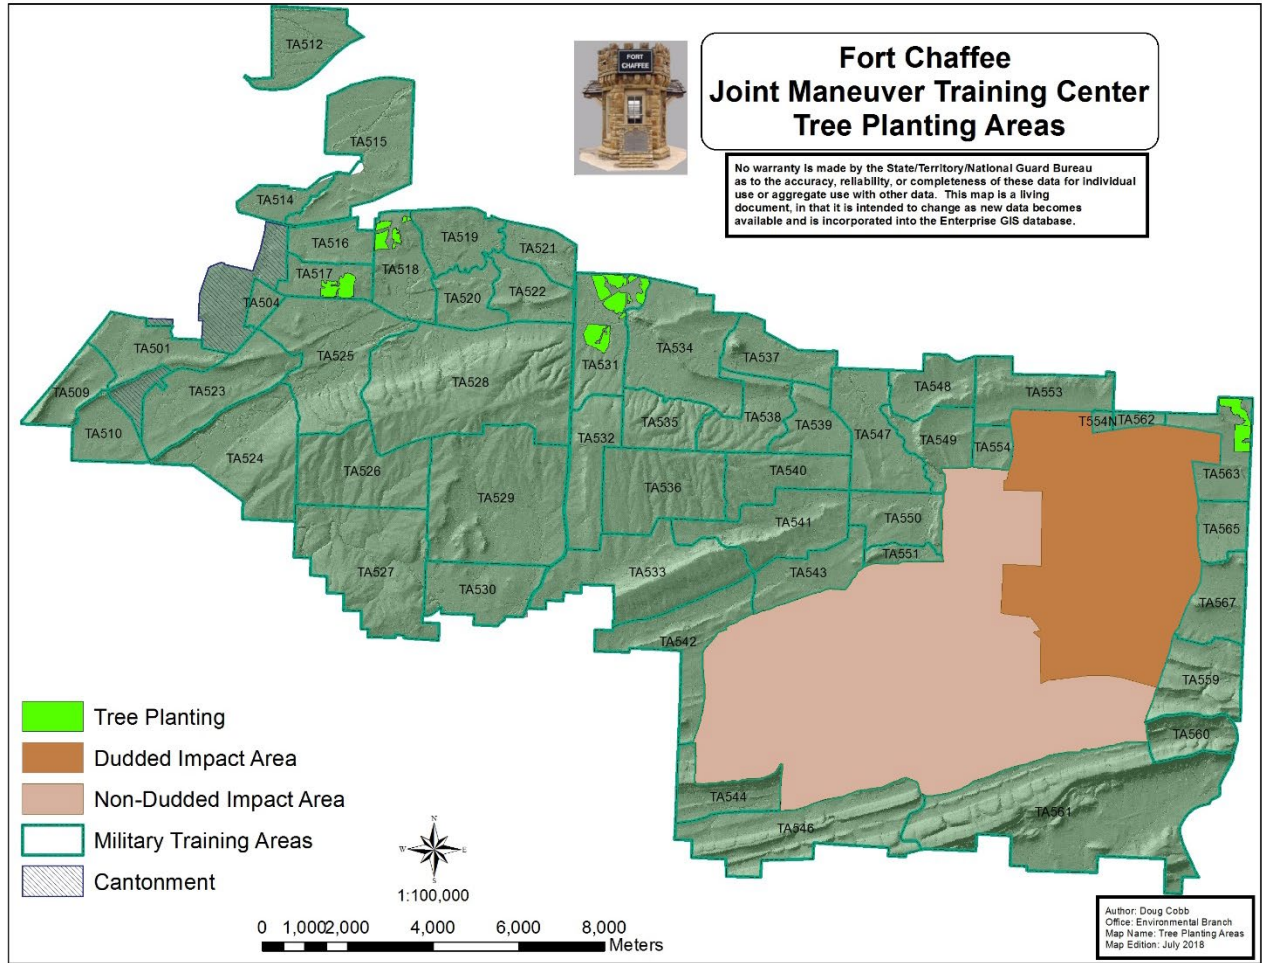 Fort Chaffee
Joint Maneuver Training Center
Tree Planting Areas
FORT
CHAFFEE
No warranty is made by the State/Territory/National Guard Bureau
as to the accuracy, reliability, or completeness of these data for individual
use or aggregate use with other data. This map is a living
document, in that it is intended to change as new data becomes
available and is incorporated into the Enterprise GIS database.
TA512
TA515
TA514
TA516
TA519
TA521
TA517
TA518
TA504
TA520
TA522
TA501
TA525
TA534
TA537
TA531
TA509
TA523
TA528
TA548
TA553
TA510
TA535
TA538
TA539
TA547
TA549
TA554
T554N
TA562
TA532
TA524
TA526
TA529
TA536
TA540
TA563
TA541
TA550
TA565
TA551
TA527
TA530
TA533
TA543
TA567
TA542
TA559
TA560
TA544
TA546
TA561
Tree Planting
Dudded Impact Area
Non-Dudded Impact Area
Military Training Areas
Cantonment
N
W
E
S
1:100,000
0 1,000 2,000 4,000 6,000 8,000
Meters
Author: Doug Cobb
Office: Environmental Branch
Map Name: Tree Planting Areas
Map Edition: July 2018